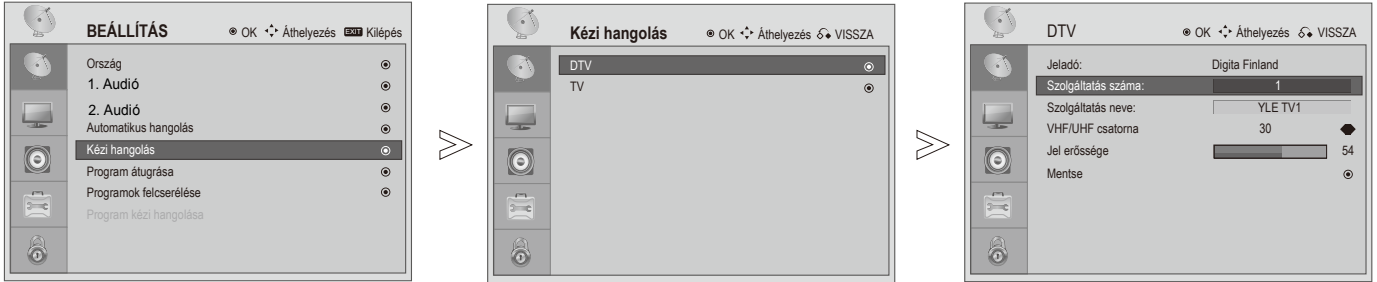 BEÁLLÍTÁS OK Áthelyezés EXIT Kilépés
Ország
1. Audió
2. Audió
Automatikus hangolás
Kézi hangolás
Program átugrása
Programok felcserélése
Program kézi hangolása
Kézi hangolás OK Áthelyezés VISSZA
DTV
TV
DTV OK Áthelyezés VISSZA
Jeladó: Digita Finland
Szolgáltatás száma: 1
Szolgáltatás neve: YLE TV1
VHF/UHF csatorna 30
Jel erőssége 54
Mentse